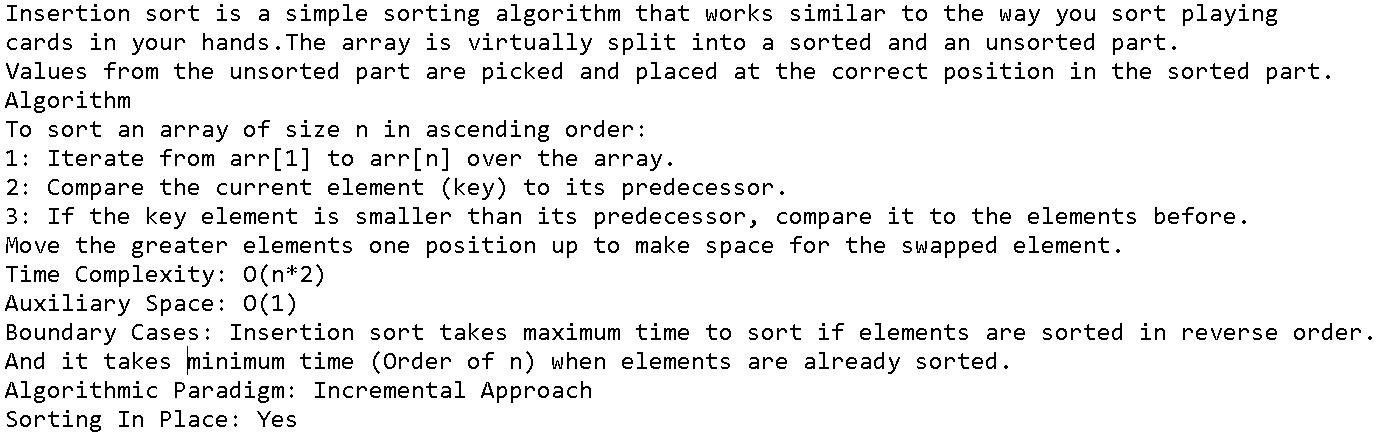 Insertion sort is a simple sorting algorithm that works similar to the way you sort playing
cards in your hands.The array is virtually split into a sorted and an unsorted part.
Values from the unsorted part are picked and placed at the correct position in the sorted part.
Algorithm
To sort an array of size n in ascending order:
1: Iterate from arr[1] to arr[n] over the array.
2: Compare the current element (key) to its predecessor.
3: If the key element is smaller than its predecessor, compare it to the elements before.
Move the greater elements one position up to make space for the swapped element.
Time Complexity: O(n*2)
Auxiliary Space: O(1)
Boundary Cases: Insertion sort takes maximum time to sort if elements are sorted in reverse order.
And it takes minimum time (Order of n) when elements are already sorted.
Algorithmic Paradigm: Incremental Approach
Sorting In Place: Yes